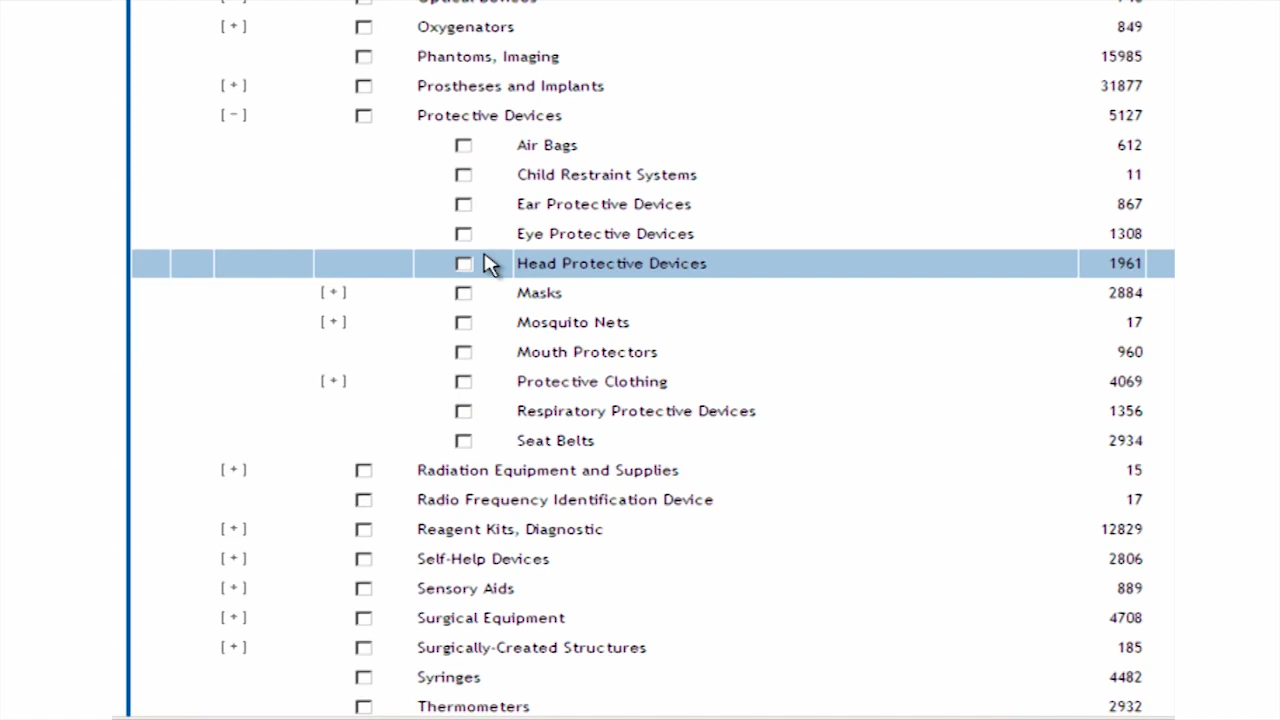 [+] Oxygenators 849
Phantoms, Imaging 15985
[+] Prostheses and Implants 31877
[-] Protective Devices 5127
Air Bags 612
Child Restraint Systems 11
Ear Protective Devices 867
Eye Protective Devices 1308
Head Protective Devices 1961
[+] Masks 2884
[+] Mosquito Nets 17
Mouth Protectors 960
[+] Protective Clothing 4069
Respiratory Protective Devices 1356
Seat Belts 2934
[+] Radiation Equipment and Supplies 15
Radio Frequency Identification Device 17
[+] Reagent Kits, Diagnostic 12829
[+] Self-Help Devices 2806
[+] Sensory Aids 889
[+] Surgical Equipment 4708
[+] Surgically-Created Structures 185
Syringes 4482
Thermometers 2932